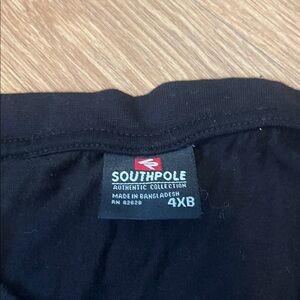 SOUTHPOLE
AUTHENTIC COLLECTION
MADE IN BANGLADESH
RN 82628 4XB